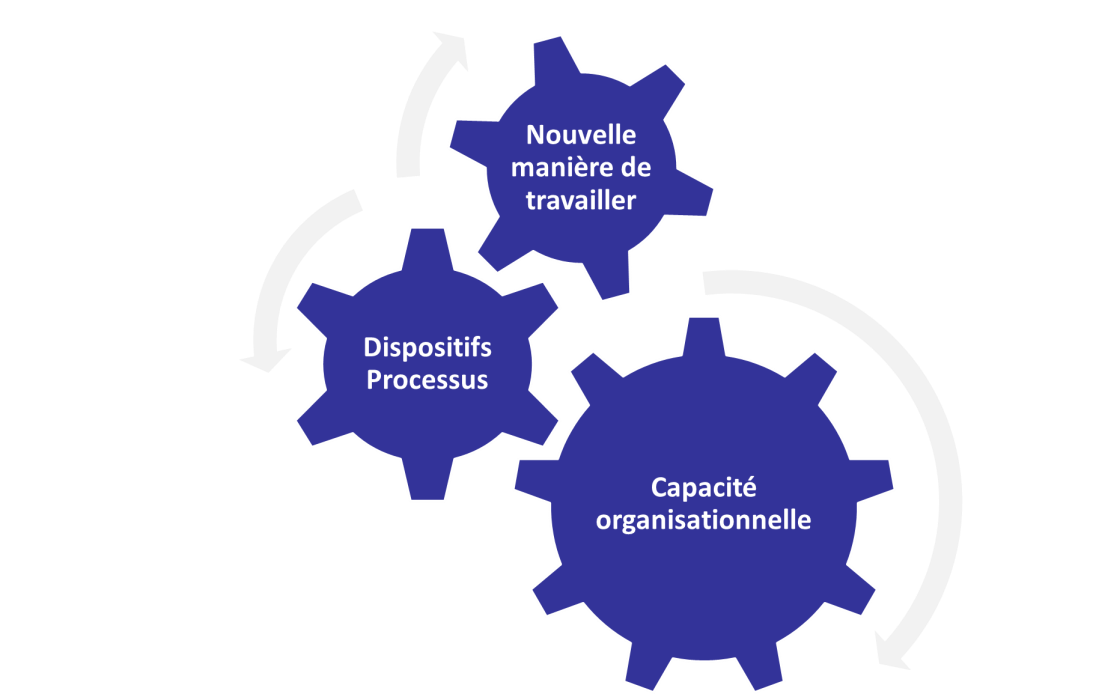 Nouvelle
manière de
travailler
Dispositifs
Processus
Capacité
organisationnelle